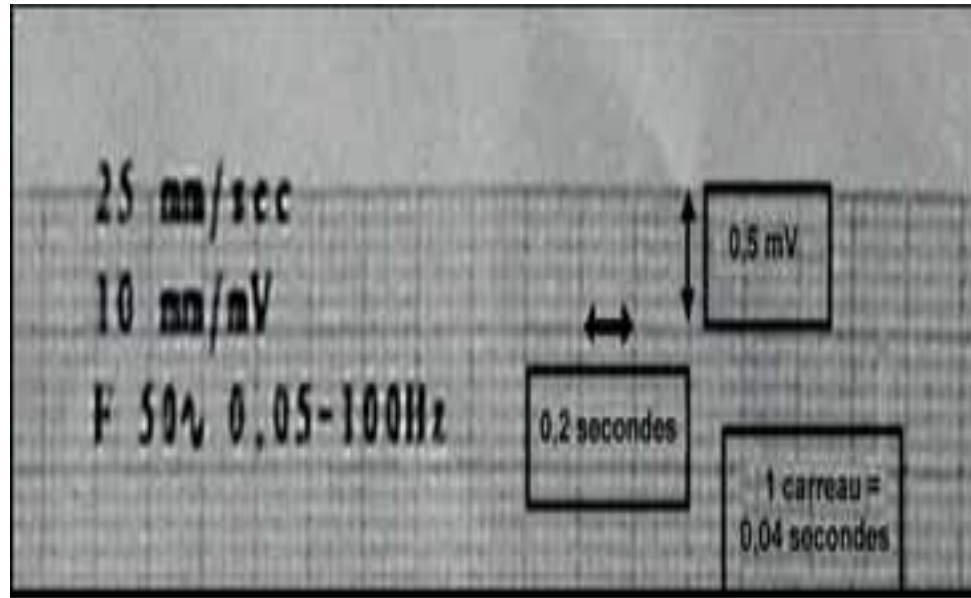 25 mm/sec
10 mm/mV
F 50∿ 0,05-100Hz
0,5 mV
0,2 secondes
1 carreau =
0,04 secondes